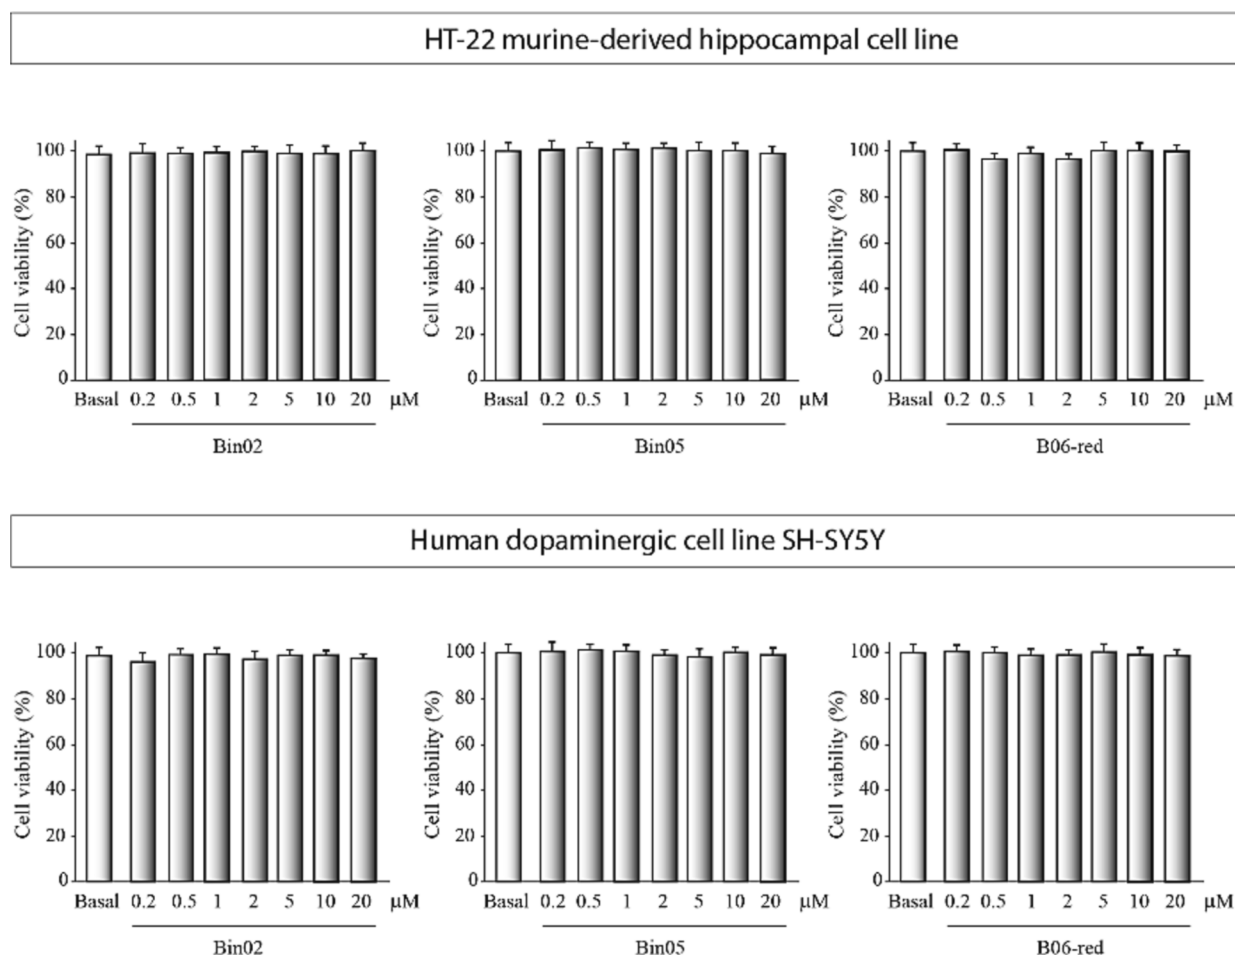 HT-22 murine-derived hippocampal cell line
Cell viability (%)
100
80
60
40
20
0
Basal 0.2 0.5 1 2 5 10 20 μM
Bin02
Cell viability (%)
100
80
60
40
20
0
Basal 0.2 0.5 1 2 5 10 20 μM
Bin05
Cell viability (%)
100
80
60
40
20
0
Basal 0.2 0.5 1 2 5 10 20 μM
B06-red
Human dopaminergic cell line SH-SY5Y
Cell viability (%)
100
80
60
40
20
0
Basal 0.2 0.5 1 2 5 10 20 μM
Bin02
Cell viability (%)
100
80
60
40
20
0
Basal 0.2 0.5 1 2 5 10 20 μM
Bin05
Cell viability (%)
100
80
60
40
20
0
Basal 0.2 0.5 1 2 5 10 20 μM
B06-red